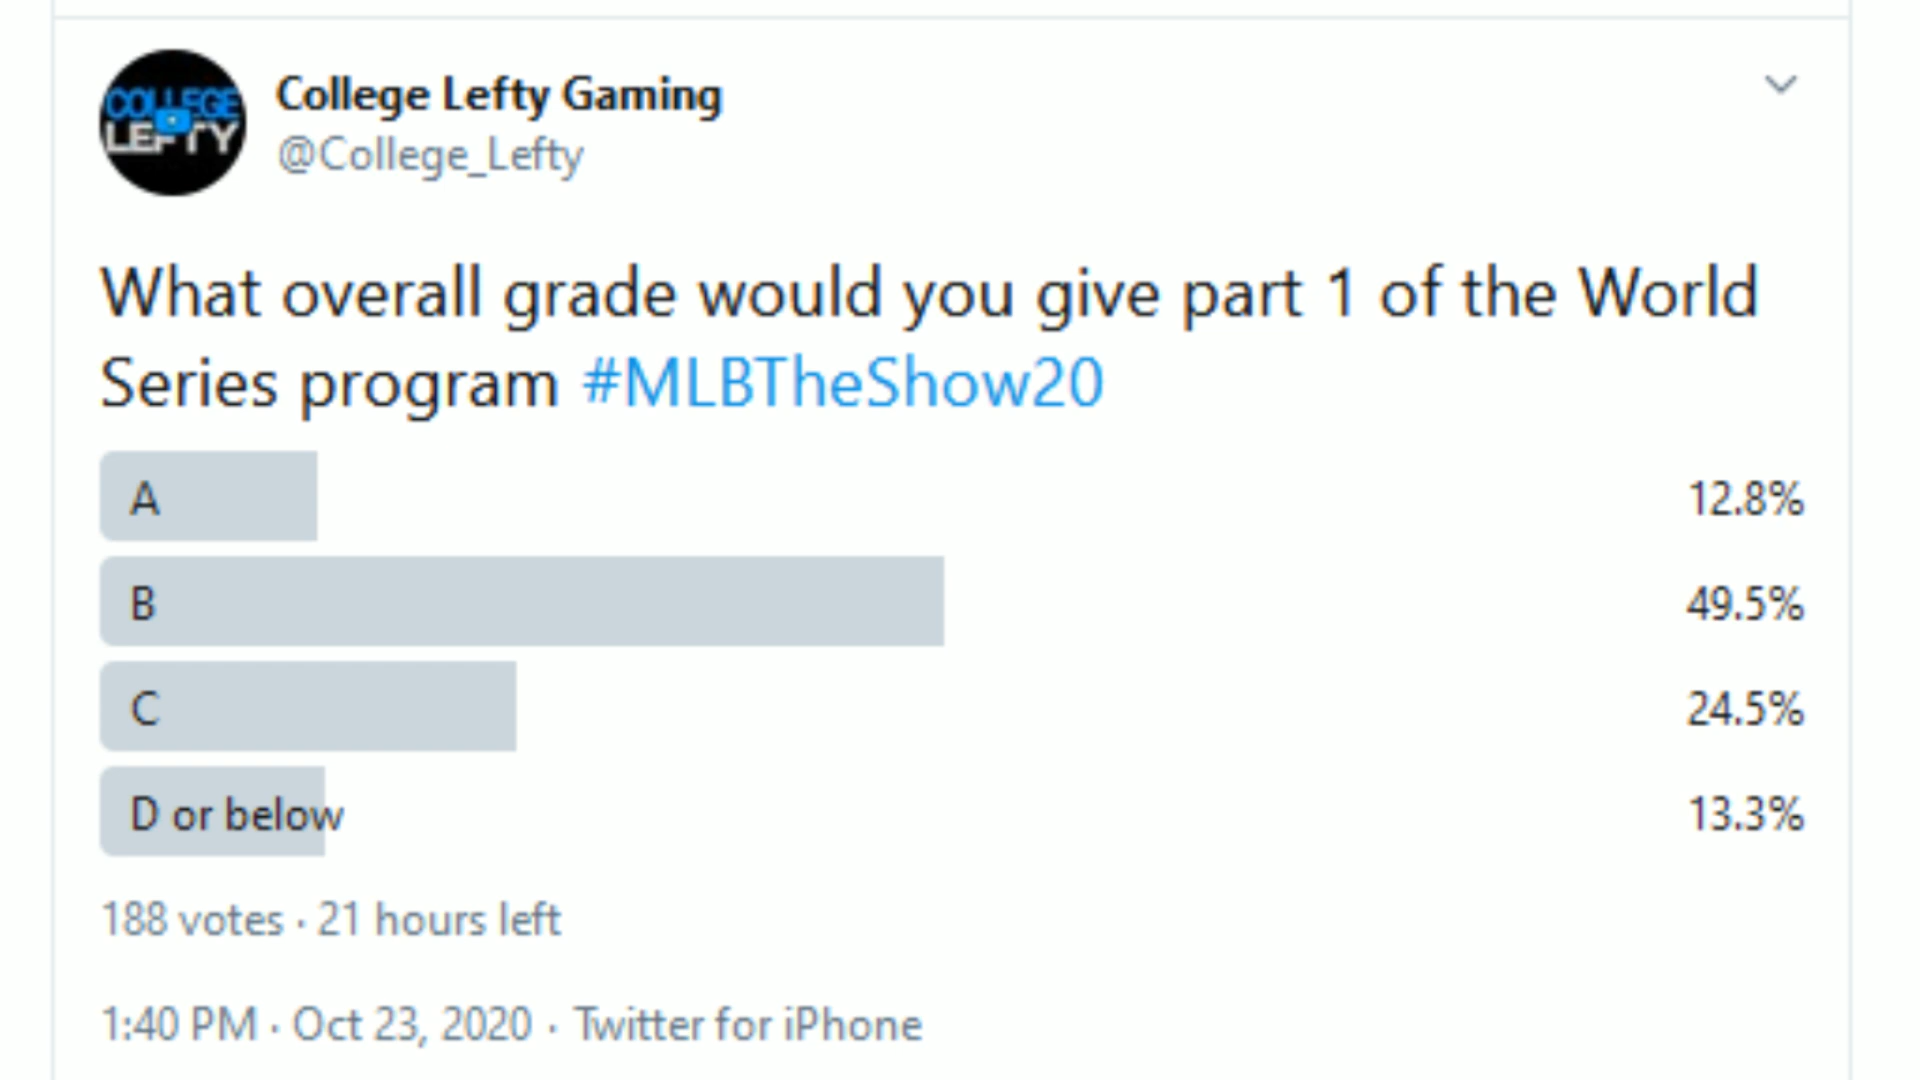 COLLEGE
LEFTY
College Lefty Gaming
@College_Lefty
What overall grade would you give part 1 of the World
Series program #MLBTheShow20
A 12.8%
B 49.5%
C 24.5%
D or below 13.3%
188 votes · 21 hours left
1:40 PM · Oct 23, 2020 · Twitter for iPhone